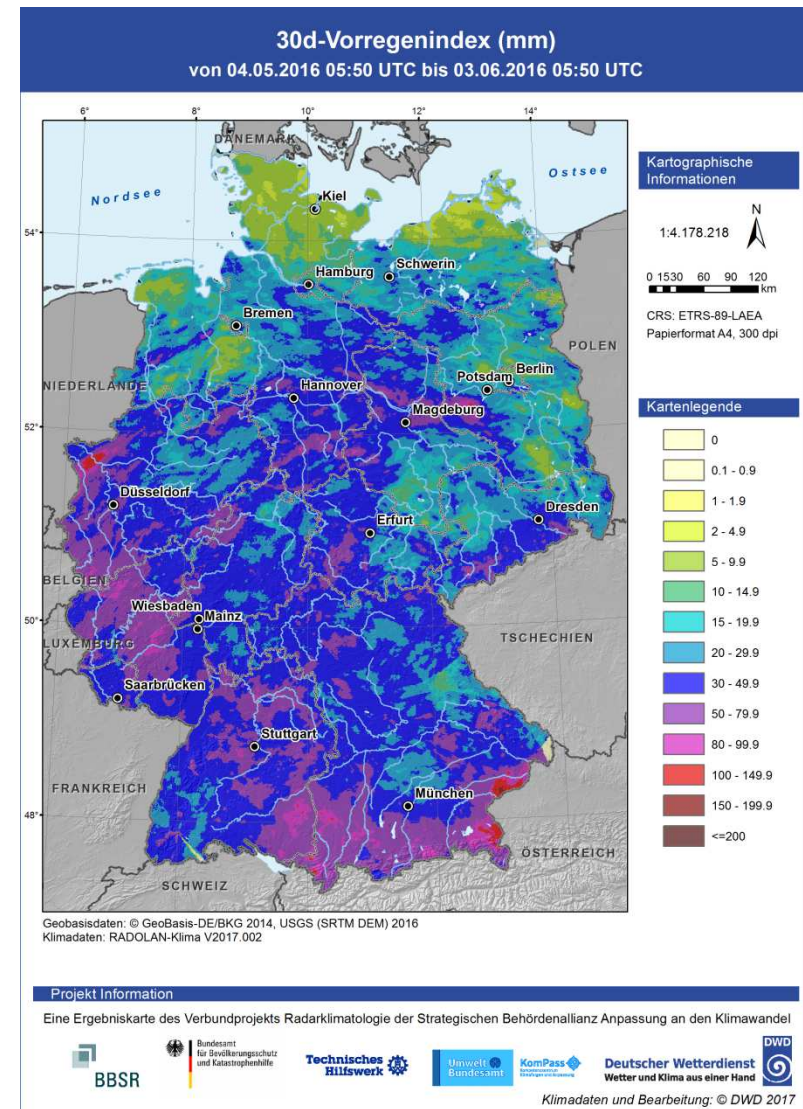 30d-Vorregenindex (mm)
von 04.05.2016 05:50 UTC bis 03.06.2016 05:50 UTC
6°
8°
10°
12°
14°
DÄNEMARK
Nordsee
Ostsee
Kiel
54°
Hamburg
Schwerin
Bremen
POLEN
NIEDERLANDE
Hannover
Potsdam
Berlin
Magdeburg
52°
Düsseldorf
Erfurt
Dresden
BELGIEN
50°
Wiesbaden
Mainz
LUXEMBURG
TSCHECHIEN
Saarbrücken
Stuttgart
FRANKREICH
München
48°
ÖSTERREICH
SCHWEIZ
Kartographische
Informationen
N
1:4.178.218
0 15 30 60 90 120
km
CRS: ETRS-89-LAEA
Papierformat A4, 300 dpi
Kartenlegende
0
0.1 - 0.9
1 - 1.9
2 - 4.9
5 - 9.9
10 - 14.9
15 - 19.9
20 - 29.9
30 - 49.9
50 - 79.9
80 - 99.9
100 - 149.9
150 - 199.9
<=200
Geobasisdaten: © GeoBasis-DE/BKG 2014, USGS (SRTM DEM) 2016
Klimadaten: RADOLAN-Klima V2017.002
Projekt Information
Eine Ergebniskarte des Verbundprojekts Radarklimatologie der Strategischen Behördenallianz Anpassung an den Klimawandel
BBSR
Bundesamt
für Bevölkerungsschutz
und Katastrophenhilfe
Technisches
Hilfswerk
Umwelt
Bundesamt
KomPass
Deutscher Wetterdienst
Wetter und Klima aus einer Hand
DWD
Klimadaten und Bearbeitung: © DWD 2017